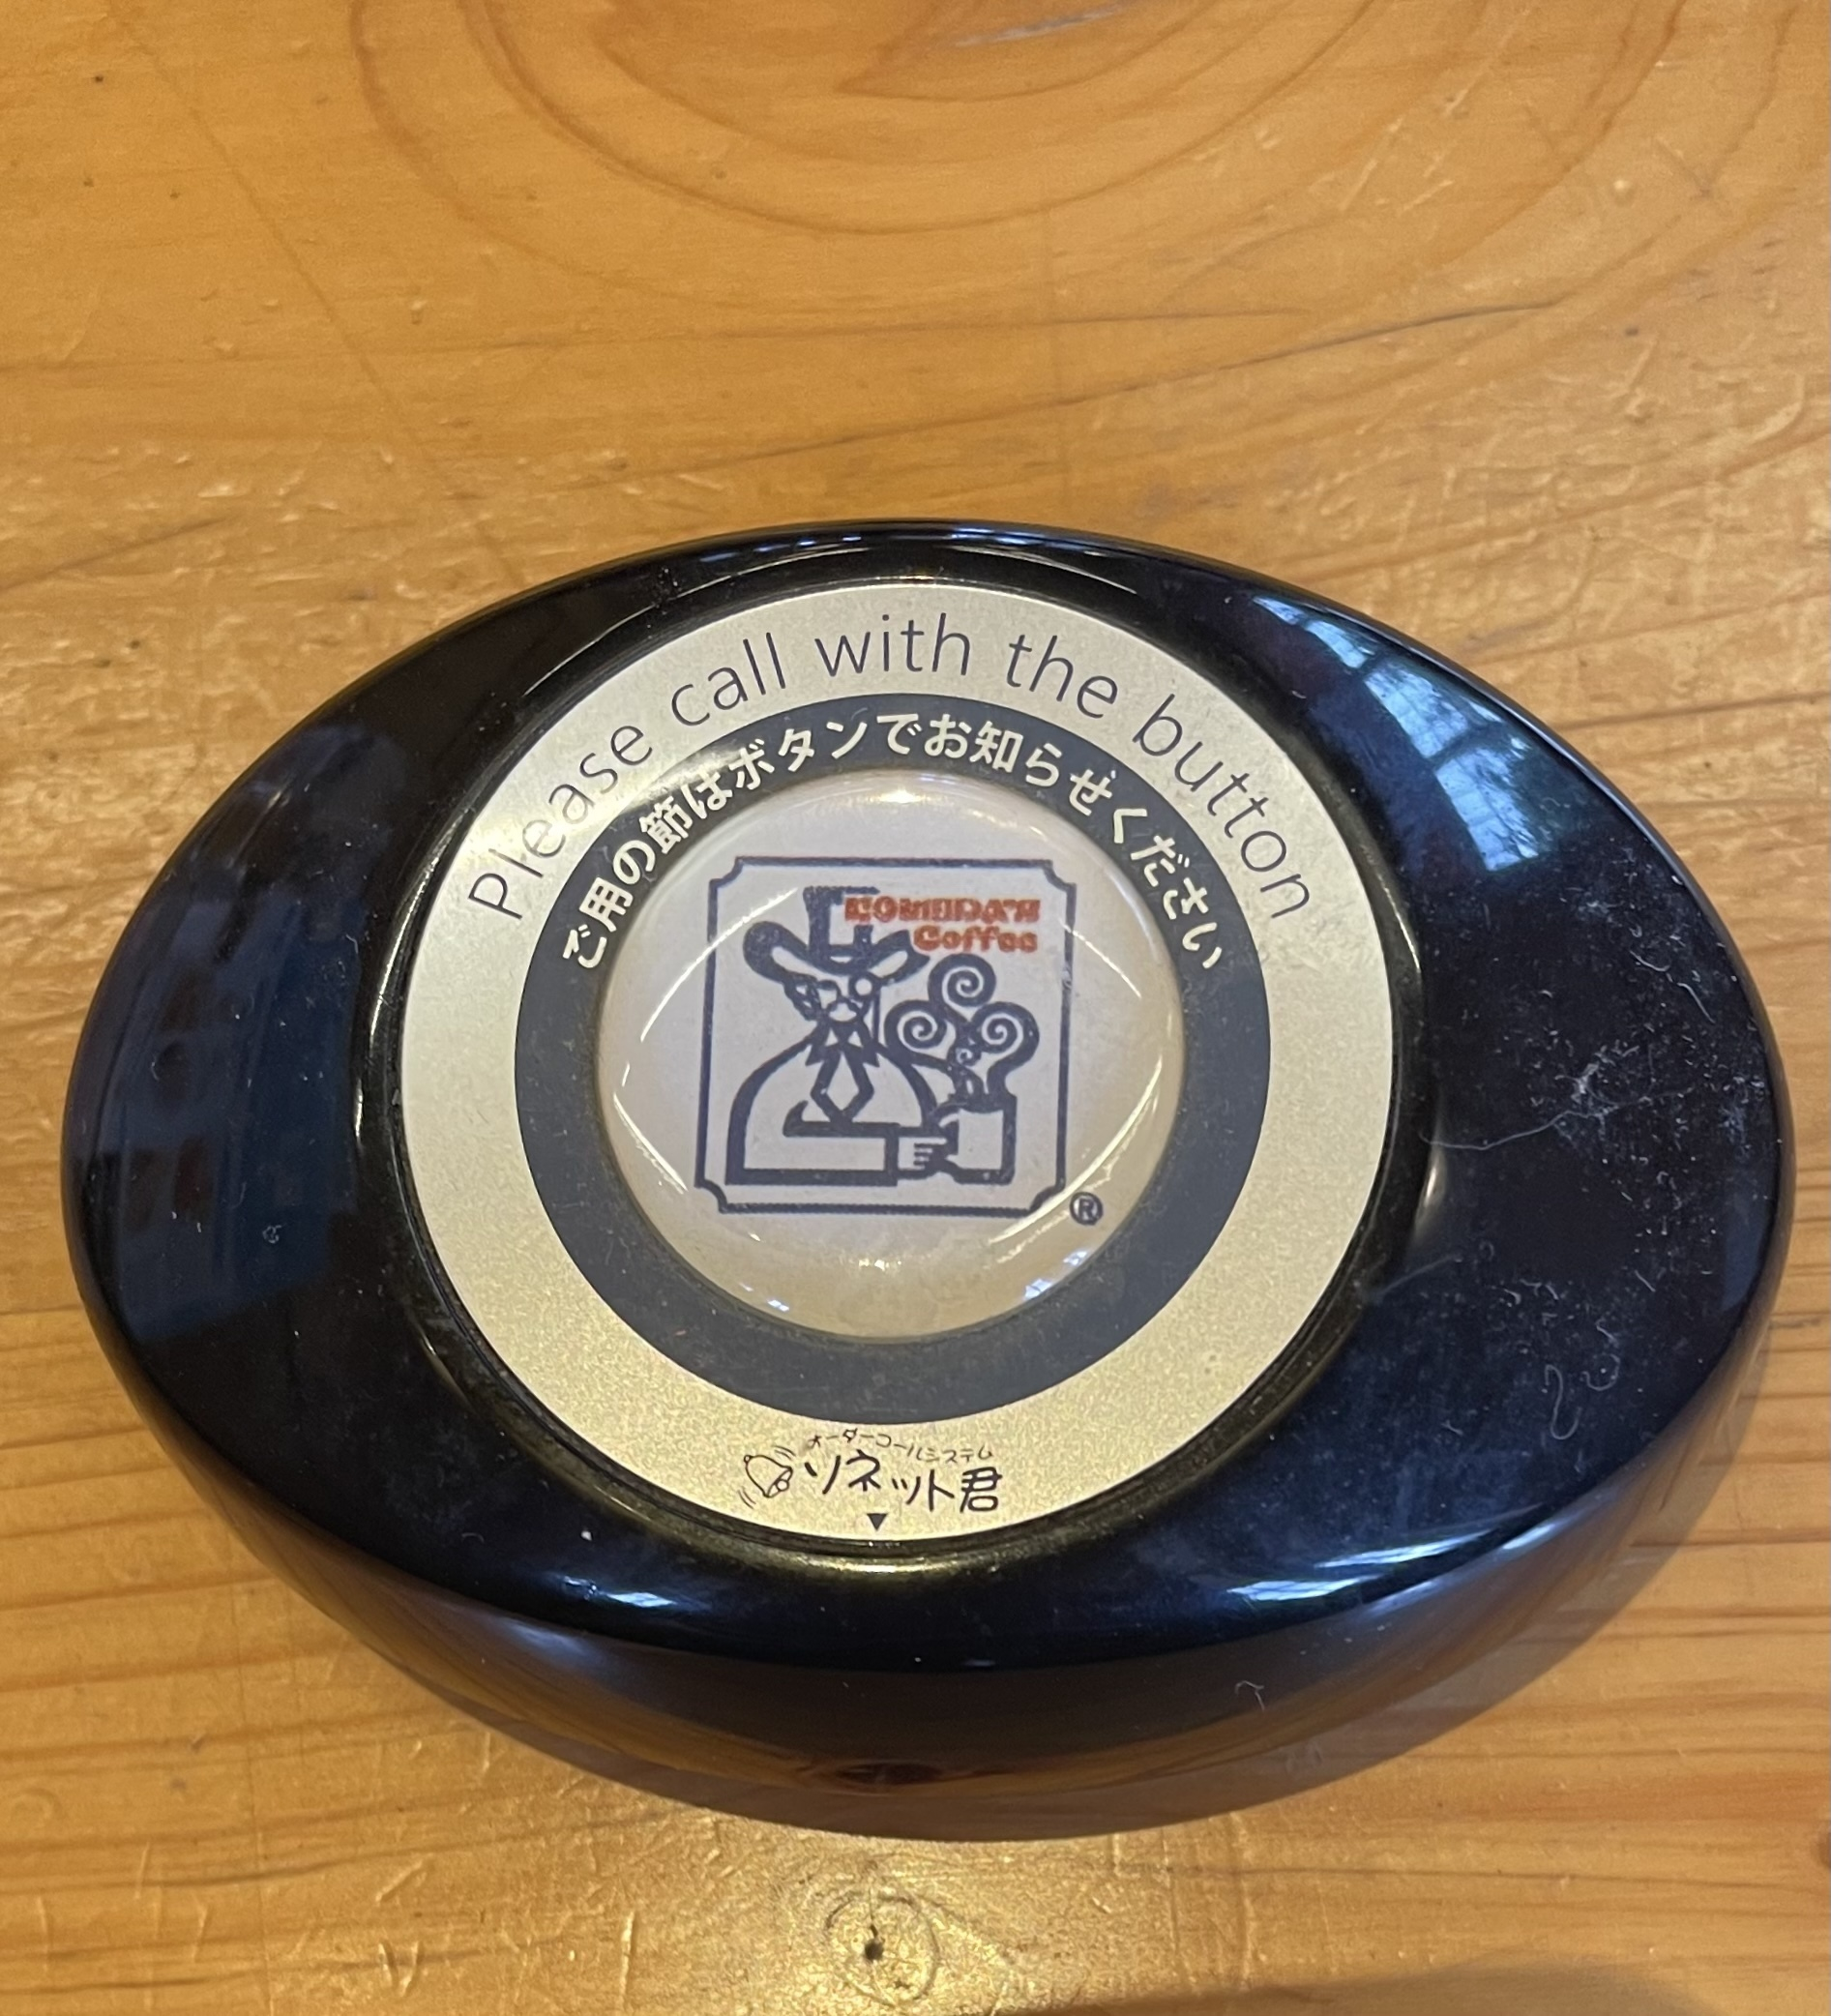 Please call with the button
ご用の節はボタンでお知らせください
KOMEDA'S
Coffee
®
オーダーコールシステム
ソネット君